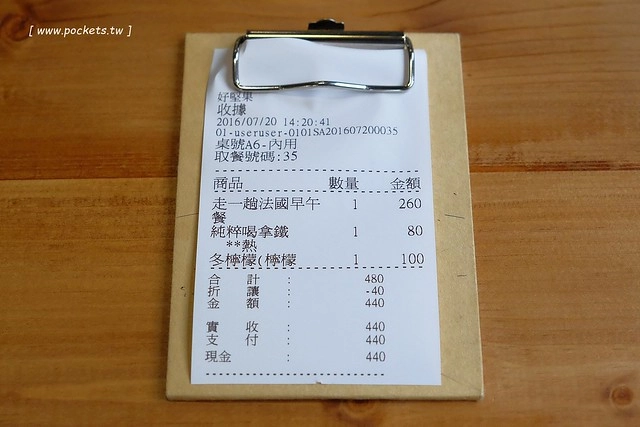 [ www.pockets.tw ]
好堅果
收據
2016/07/20 14:20:41
01-useruser-0101SA201607200035
桌號A6-內用
取餐號碼:35
商品 數量 金額
走一趟法國早午 1 260
餐
純粹喝拿鐵 1 80
**熱
冬檸檬(檸檬 1 100
合 計 : 480
折 讓 : -40
金 額 : 440
實 收 : 440
支 付 : 440
現金 : 440